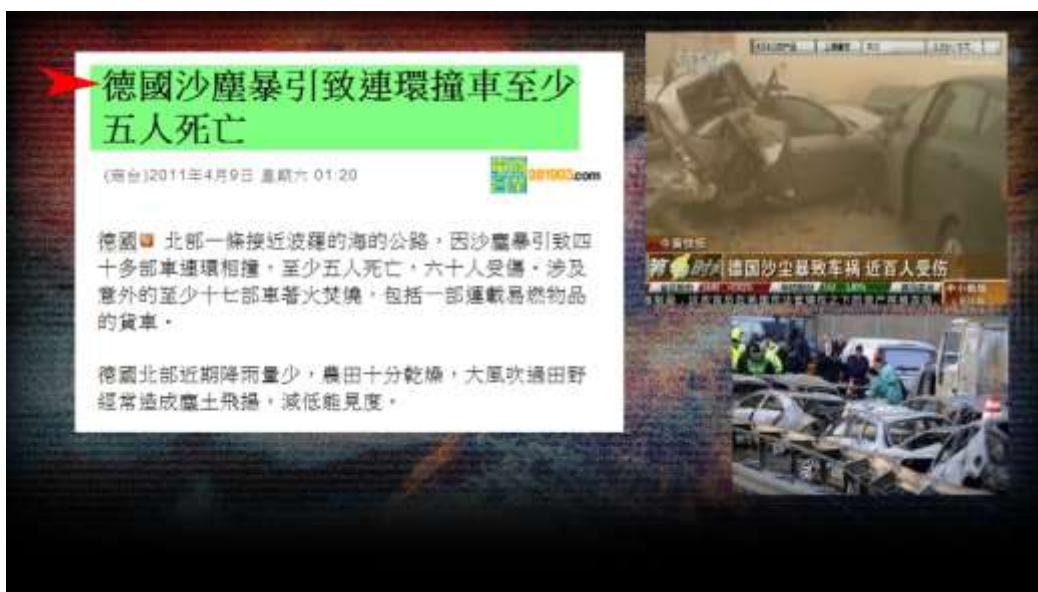 德國沙塵暴引致連環撞車至少
五人死亡
(商台)2011年4月9日 星期六 01:20
881903.com
德國 北部一條接近波羅的海的公路，因沙塵暴引致四
十多部車連環相撞，至少五人死亡，六十人受傷。涉及
意外的至少十七部車著火焚燒，包括一部運載易燃物品
的貨車。
德國北部近期降雨量少，農田十分乾燥，大風吹過田野
經常造成塵土飛揚，減低能見度。
德国沙尘暴致车祸 近百人受伤